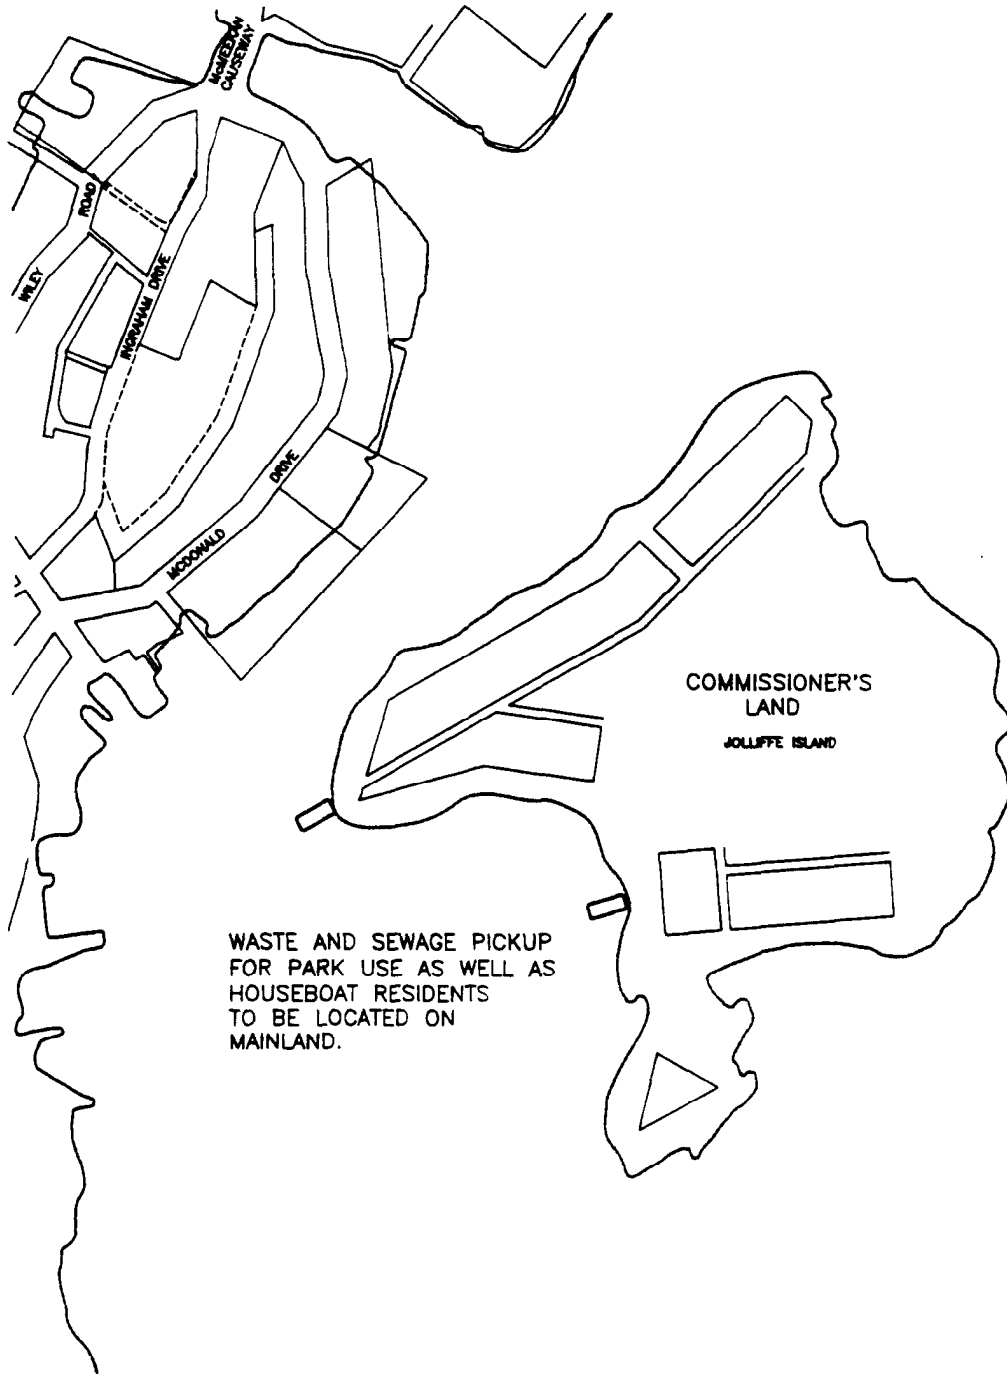 McMEEKAN
CAUSEWAY
ROAD
WILEY
INGRAHAM DRIVE
DRIVE
MCDONALD
COMMISSIONER'S
LAND
JOLLIFFE ISLAND
WASTE AND SEWAGE PICKUP
FOR PARK USE AS WELL AS
HOUSEBOAT RESIDENTS
TO BE LOCATED ON
MAINLAND.